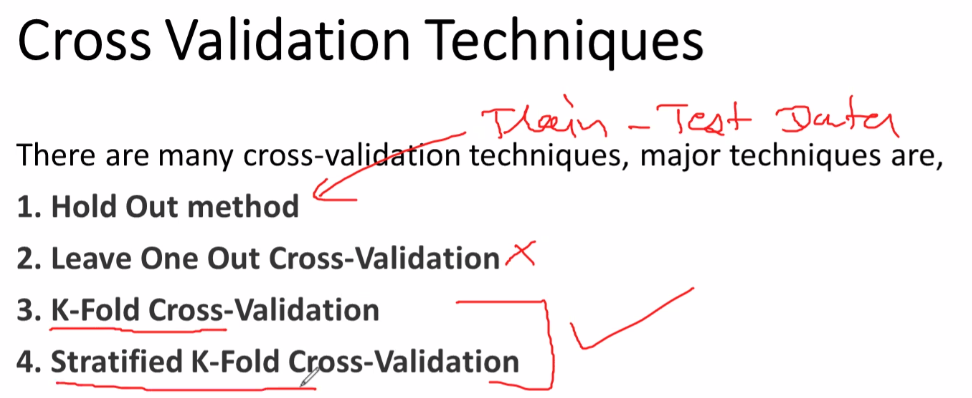 Cross Validation Techniques
Train - Test Data
There are many cross-validation techniques, major techniques are,
1. Hold Out method
2. Leave One Out Cross-Validation
3. K-Fold Cross-Validation
4. Stratified K-Fold Cross-Validation